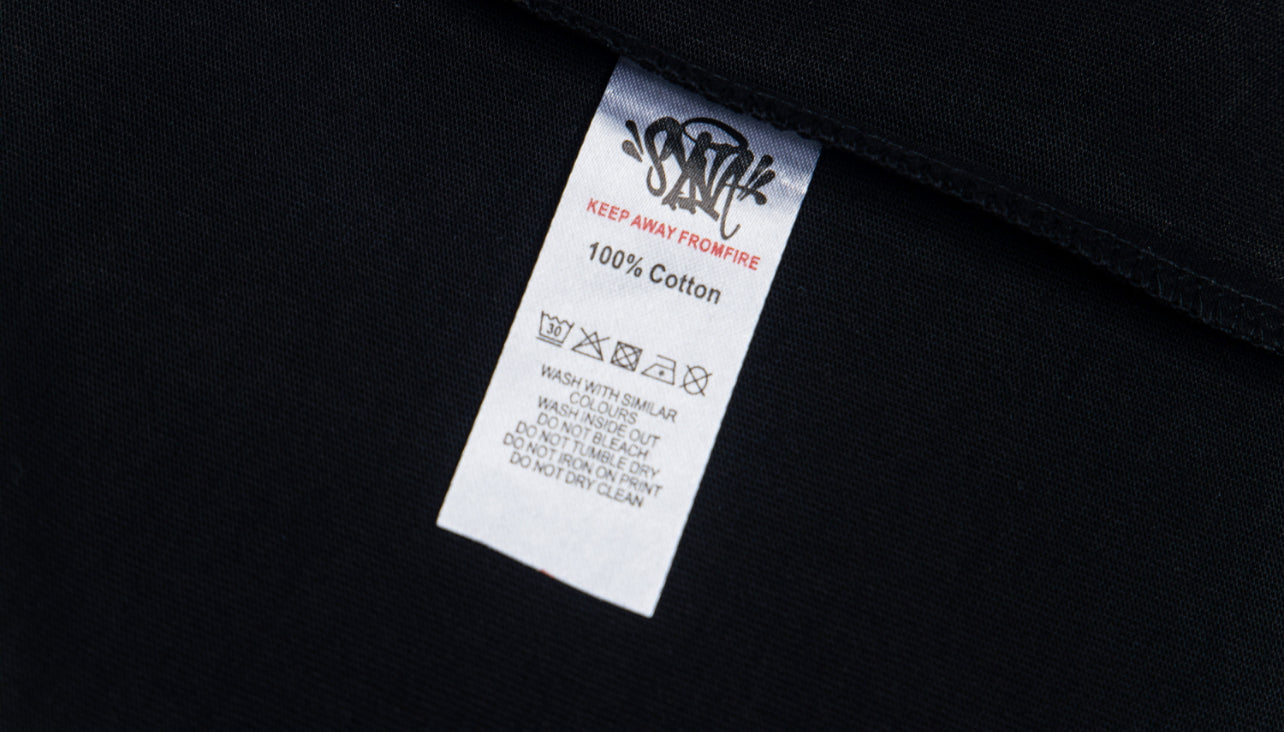 SYNA
KEEP AWAY FROMFIRE
100% Cotton
30
WASH WITH SIMILAR
COLOURS
WASH INSIDE OUT
DO NOT BLEACH
DO NOT TUMBLE DRY
DO NOT IRON ON PRINT
DO NOT DRY CLEAN